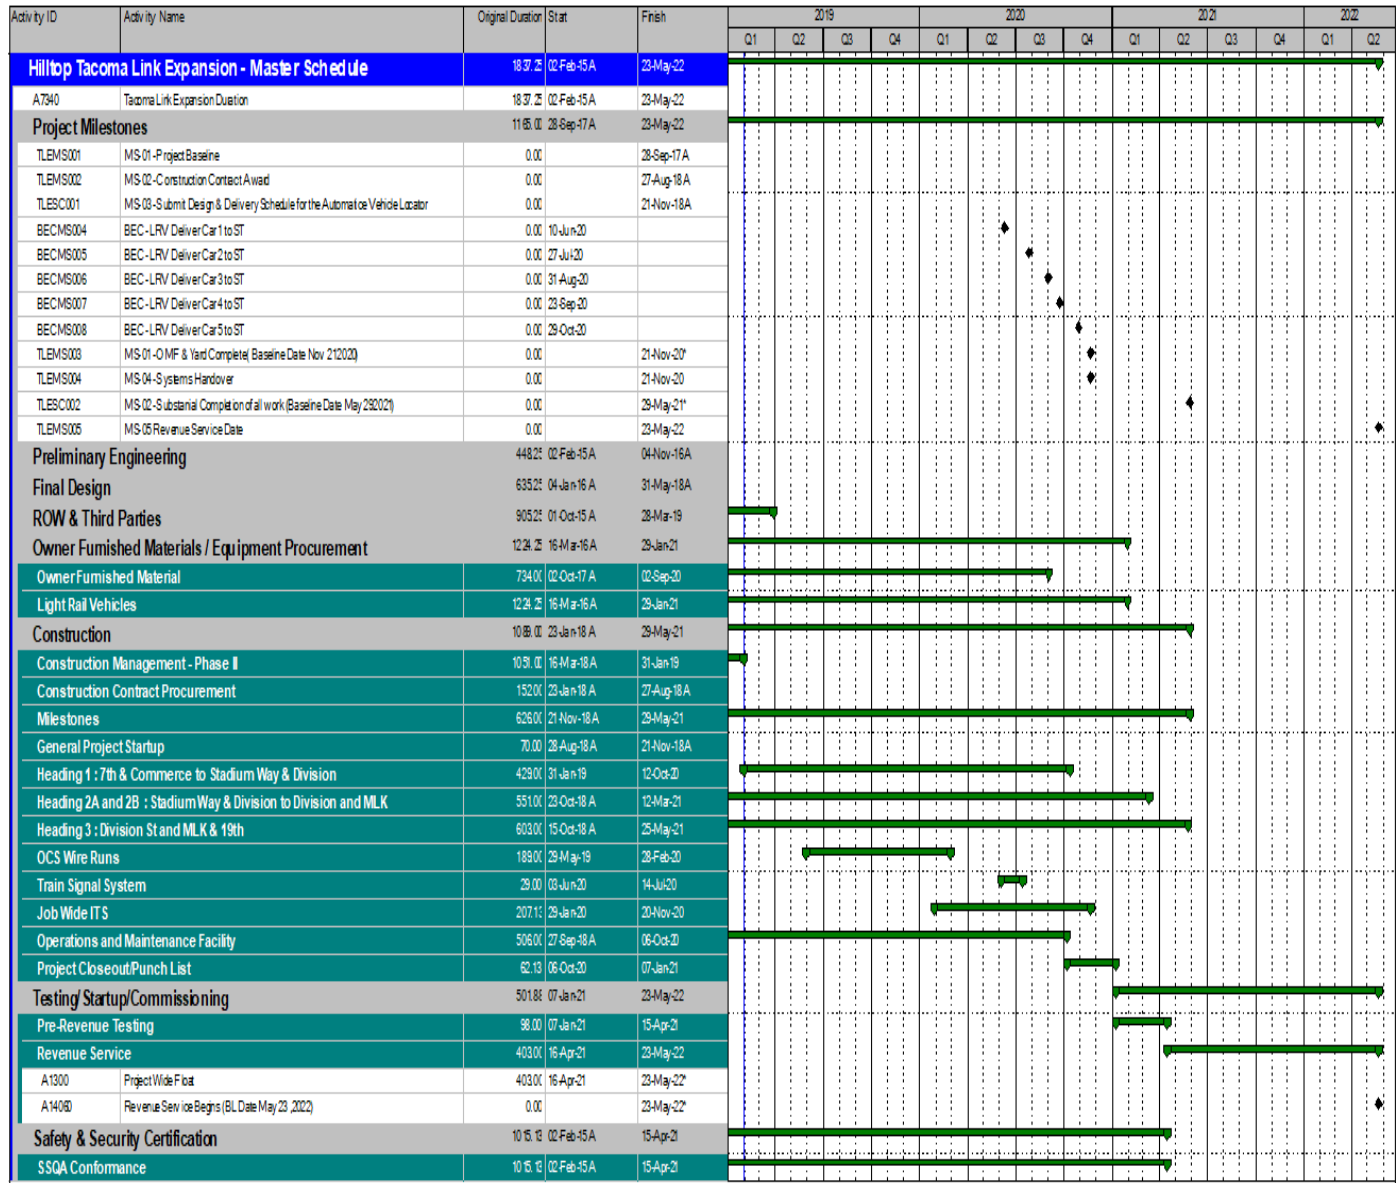 Activity ID Activity Name Original Duration Start Finish 2019 2020 2021 2022
Q1 Q2 Q3 Q4 Q1 Q2 Q3 Q4 Q1 Q2 Q3 Q4 Q1 Q2
Hilltop Tacoma Link Expansion - Master Schedule 1837.25 02-Feb-15 A 23-May-22
A7340 Tacoma Link Expansion Duation 1837.25 02-Feb-15 A 23-May-22
Project Milestones 1165.00 28-Sep-17 A 23-May-22
TLEMS001 MS-01 - Project Baseline 0.00 28-Sep-17 A
TLEMS002 MS-02 - Construction Contract Award 0.00 27-Aug-18 A
TLESC001 MS-03 - Submit Design & Delivery Schedule for the Automatice Vehicle Locator 0.00 21-Nov-18 A
BECMS004 BEC - LRV Deliver Car 1 to ST 0.00 10-Jun-20
BECMS005 BEC - LRV Deliver Car 2 to ST 0.00 27-Jul-20
BECMS006 BEC - LRV Deliver Car 3 to ST 0.00 31-Aug-20
BECMS007 BEC - LRV Deliver Car 4 to ST 0.00 23-Sep-20
BECMS008 BEC - LRV Deliver Car 5 to ST 0.00 29-Oct-20
TLEMS003 MS-01 - OMF & Yard Complete( Baseline Date Nov 212020) 0.00 21-Nov-20*
TLEMS004 MS-04 - Systems Handover 0.00 21-Nov-20
TLESC002 MS-02 - Substanial Completion of all work (Baseline Date May 292021) 0.00 29-May-21*
TLEMS005 MS-05 Revenue Service Date 0.00 23-May-22
Preliminary Engineering 448.25 02-Feb-15 A 04-Nov-16 A
Final Design 635.25 04-Jan-16 A 31-May-18 A
ROW & Third Parties 905.25 01-Oct-15 A 28-Mar-19
Owner Furnished Materials / Equipment Procurement 1224.25 16-Mar-16 A 29-Jan-21
Owner Furnished Material 734.00 02-Oct-17 A 02-Sep-20
Light Rail Vehicles 1224.25 16-Mar-16 A 29-Jan-21
Construction 1089.00 23-Jan-18 A 29-May-21
Construction Management - Phase II 1051.00 16-Mar-18 A 31-Jan-19
Construction Contract Procurement 152.00 23-Jan-18 A 27-Aug-18 A
Milestones 626.00 21-Nov-18 A 29-May-21
General Project Startup 70.00 28-Aug-18 A 21-Nov-18 A
Heading 1 : 7th & Commerce to Stadium Way & Division 429.00 31-Jan-19 12-Oct-20
Heading 2A and 2B : Stadium Way & Division to Division and MLK 551.00 23-Oct-18 A 12-Mar-21
Heading 3 : Division St and MLK & 19th 603.00 15-Oct-18 A 25-May-21
OCS Wire Runs 189.00 29-May-19 28-Feb-20
Train Signal System 29.00 03-Jun-20 14-Jul-20
Job Wide ITS 207.13 29-Jan-20 20-Nov-20
Operations and Maintenance Facility 506.00 27-Sep-18 A 06-Oct-20
Project Closeout/Punch List 62.13 06-Oct-20 07-Jan-21
Testing/ Startup/Commissioning 501.88 07-Jan-21 23-May-22
Pre-Revenue Testing 98.00 07-Jan-21 15-Apr-21
Revenue Service 403.00 16-Apr-21 23-May-22
A1300 Project Wide Float 403.00 16-Apr-21 23-May-22*
A14060 Revenue Service Begins (BL Date May 23 ,2022) 0.00 23-May-22*
Safety & Security Certification 1015.13 02-Feb-15 A 15-Apr-21
SSQA Conformance 1015.13 02-Feb-15 A 15-Apr-21